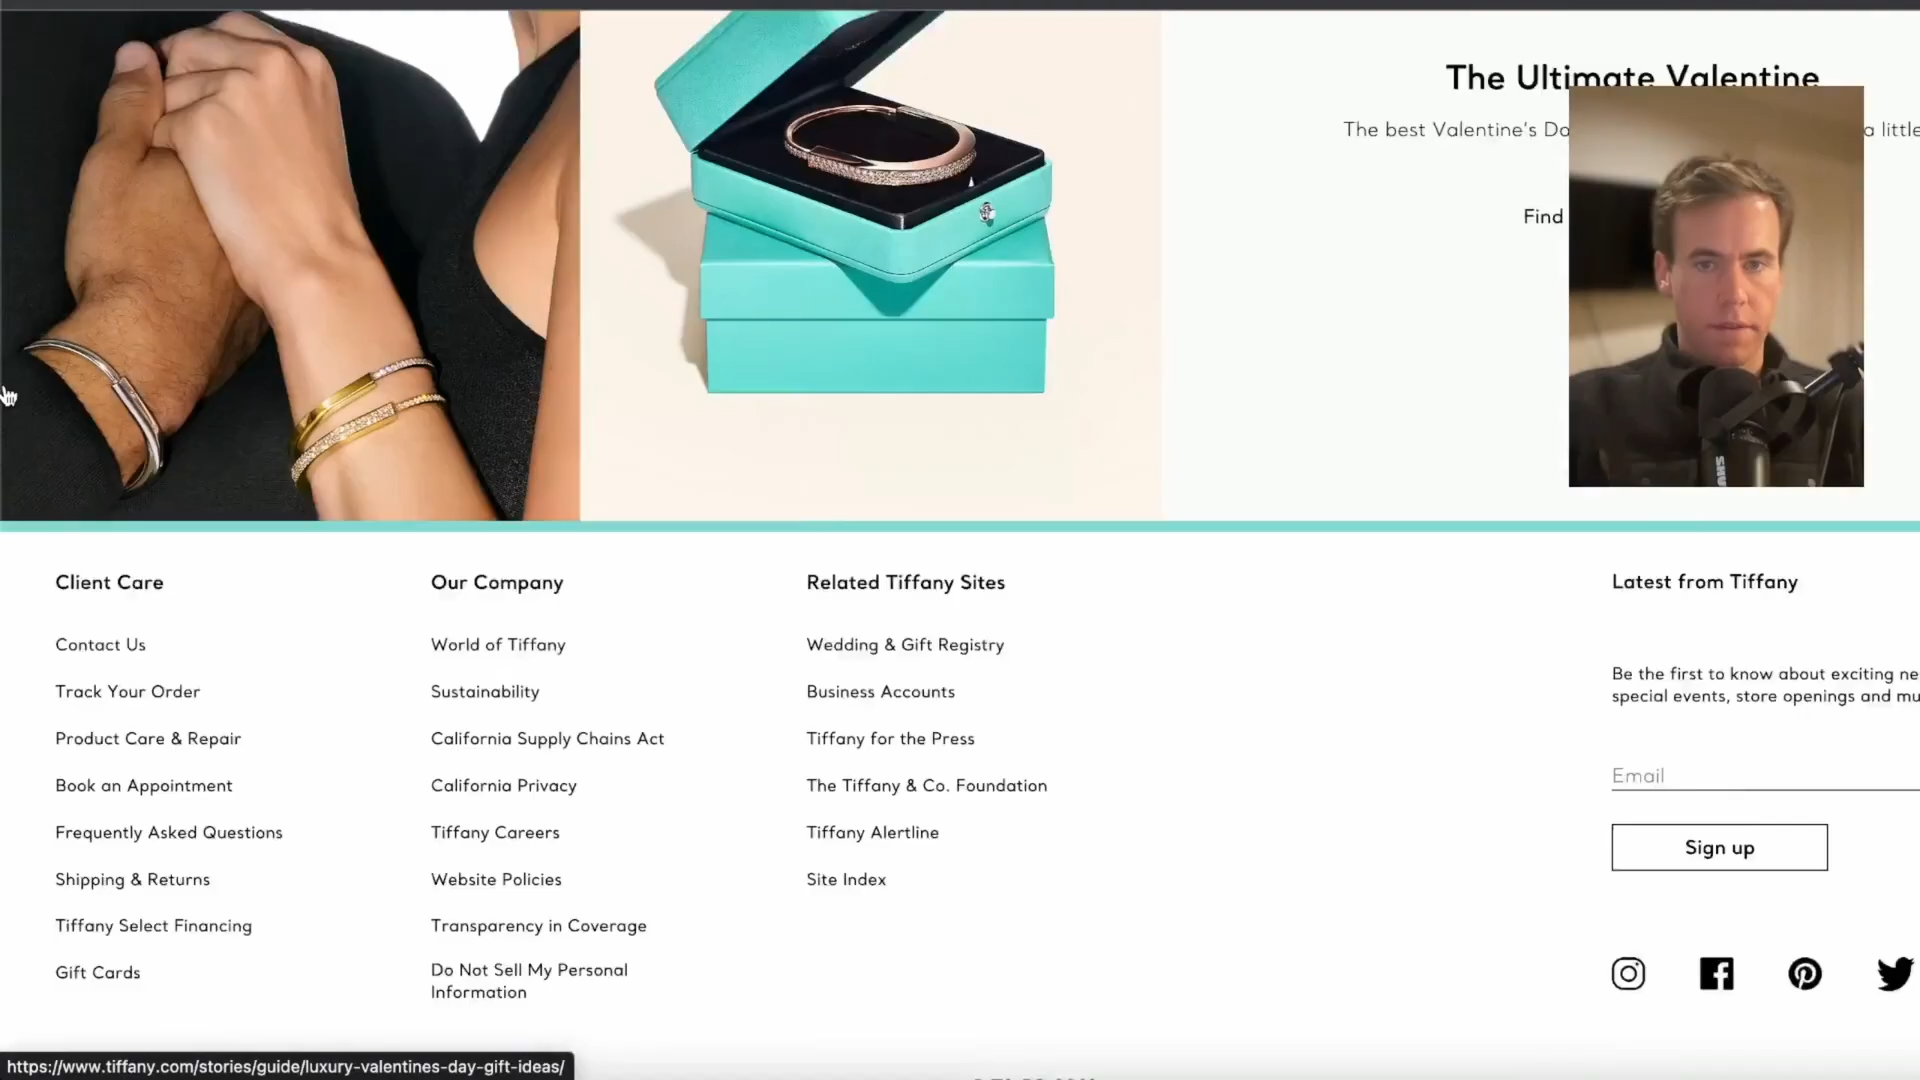 The Ultimate Valentine
The best Valentine's Da
a little
Find
SHU
Client Care
Contact Us
Track Your Order
Product Care & Repair
Book an Appointment
Frequently Asked Questions
Shipping & Returns
Tiffany Select Financing
Gift Cards
Our Company
World of Tiffany
Sustainability
California Supply Chains Act
California Privacy
Tiffany Careers
Website Policies
Transparency in Coverage
Do Not Sell My Personal
Information
Related Tiffany Sites
Wedding & Gift Registry
Business Accounts
Tiffany for the Press
The Tiffany & Co. Foundation
Tiffany Alertline
Site Index
Latest from Tiffany
Be the first to know about exciting ne
special events, store openings and mu
Email
Sign up
https://www.tiffany.com/stories/guide/luxury-valentines-day-gift-ideas/